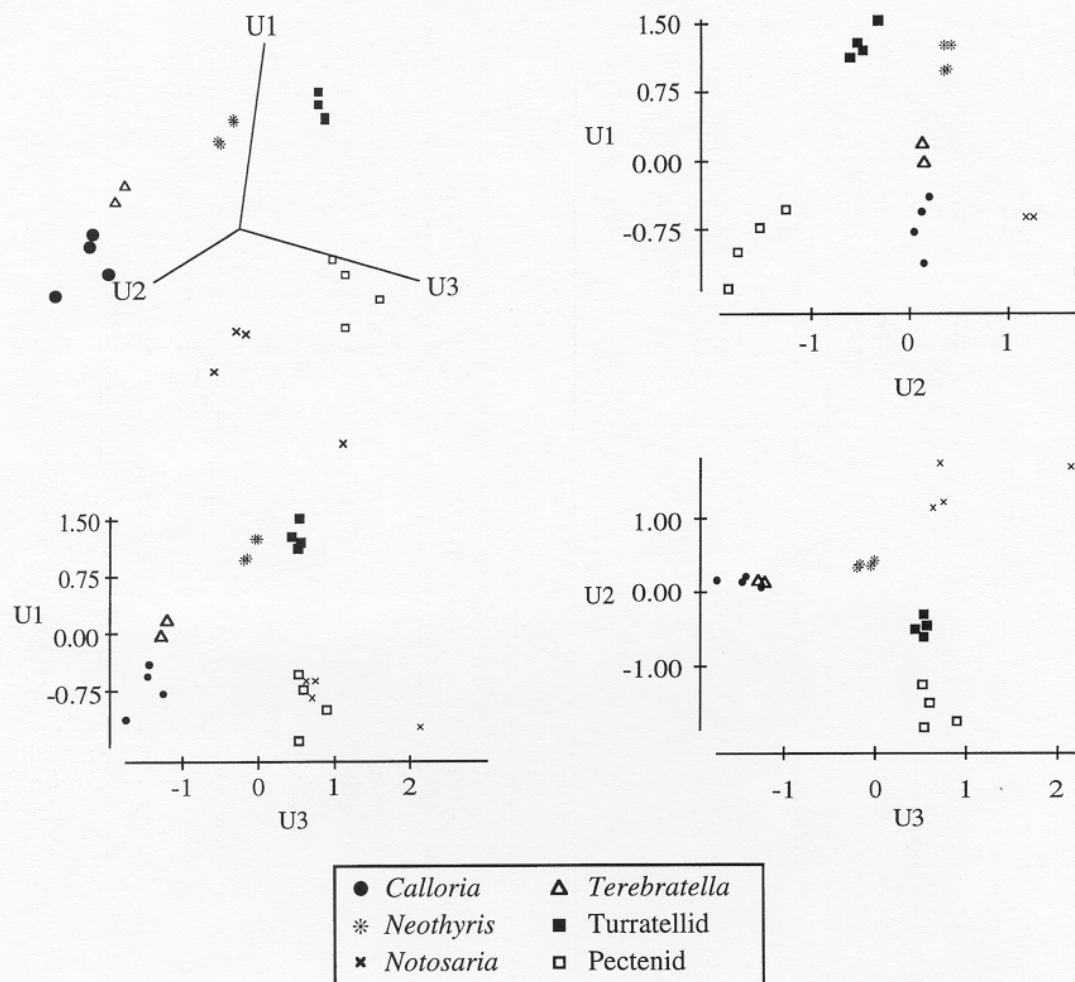 U1
U2
U3
1.50
0.75
U1
0.00
-0.75
-1
0
1
U2
1.50
0.75
U1
0.00
-0.75
-1
0
1
2
U3
1.00
U2
0.00
-1.00
-1
0
1
2
U3
Calloria
Terebratella
Neothyris
Turratellid
Notosaria
Pectenid